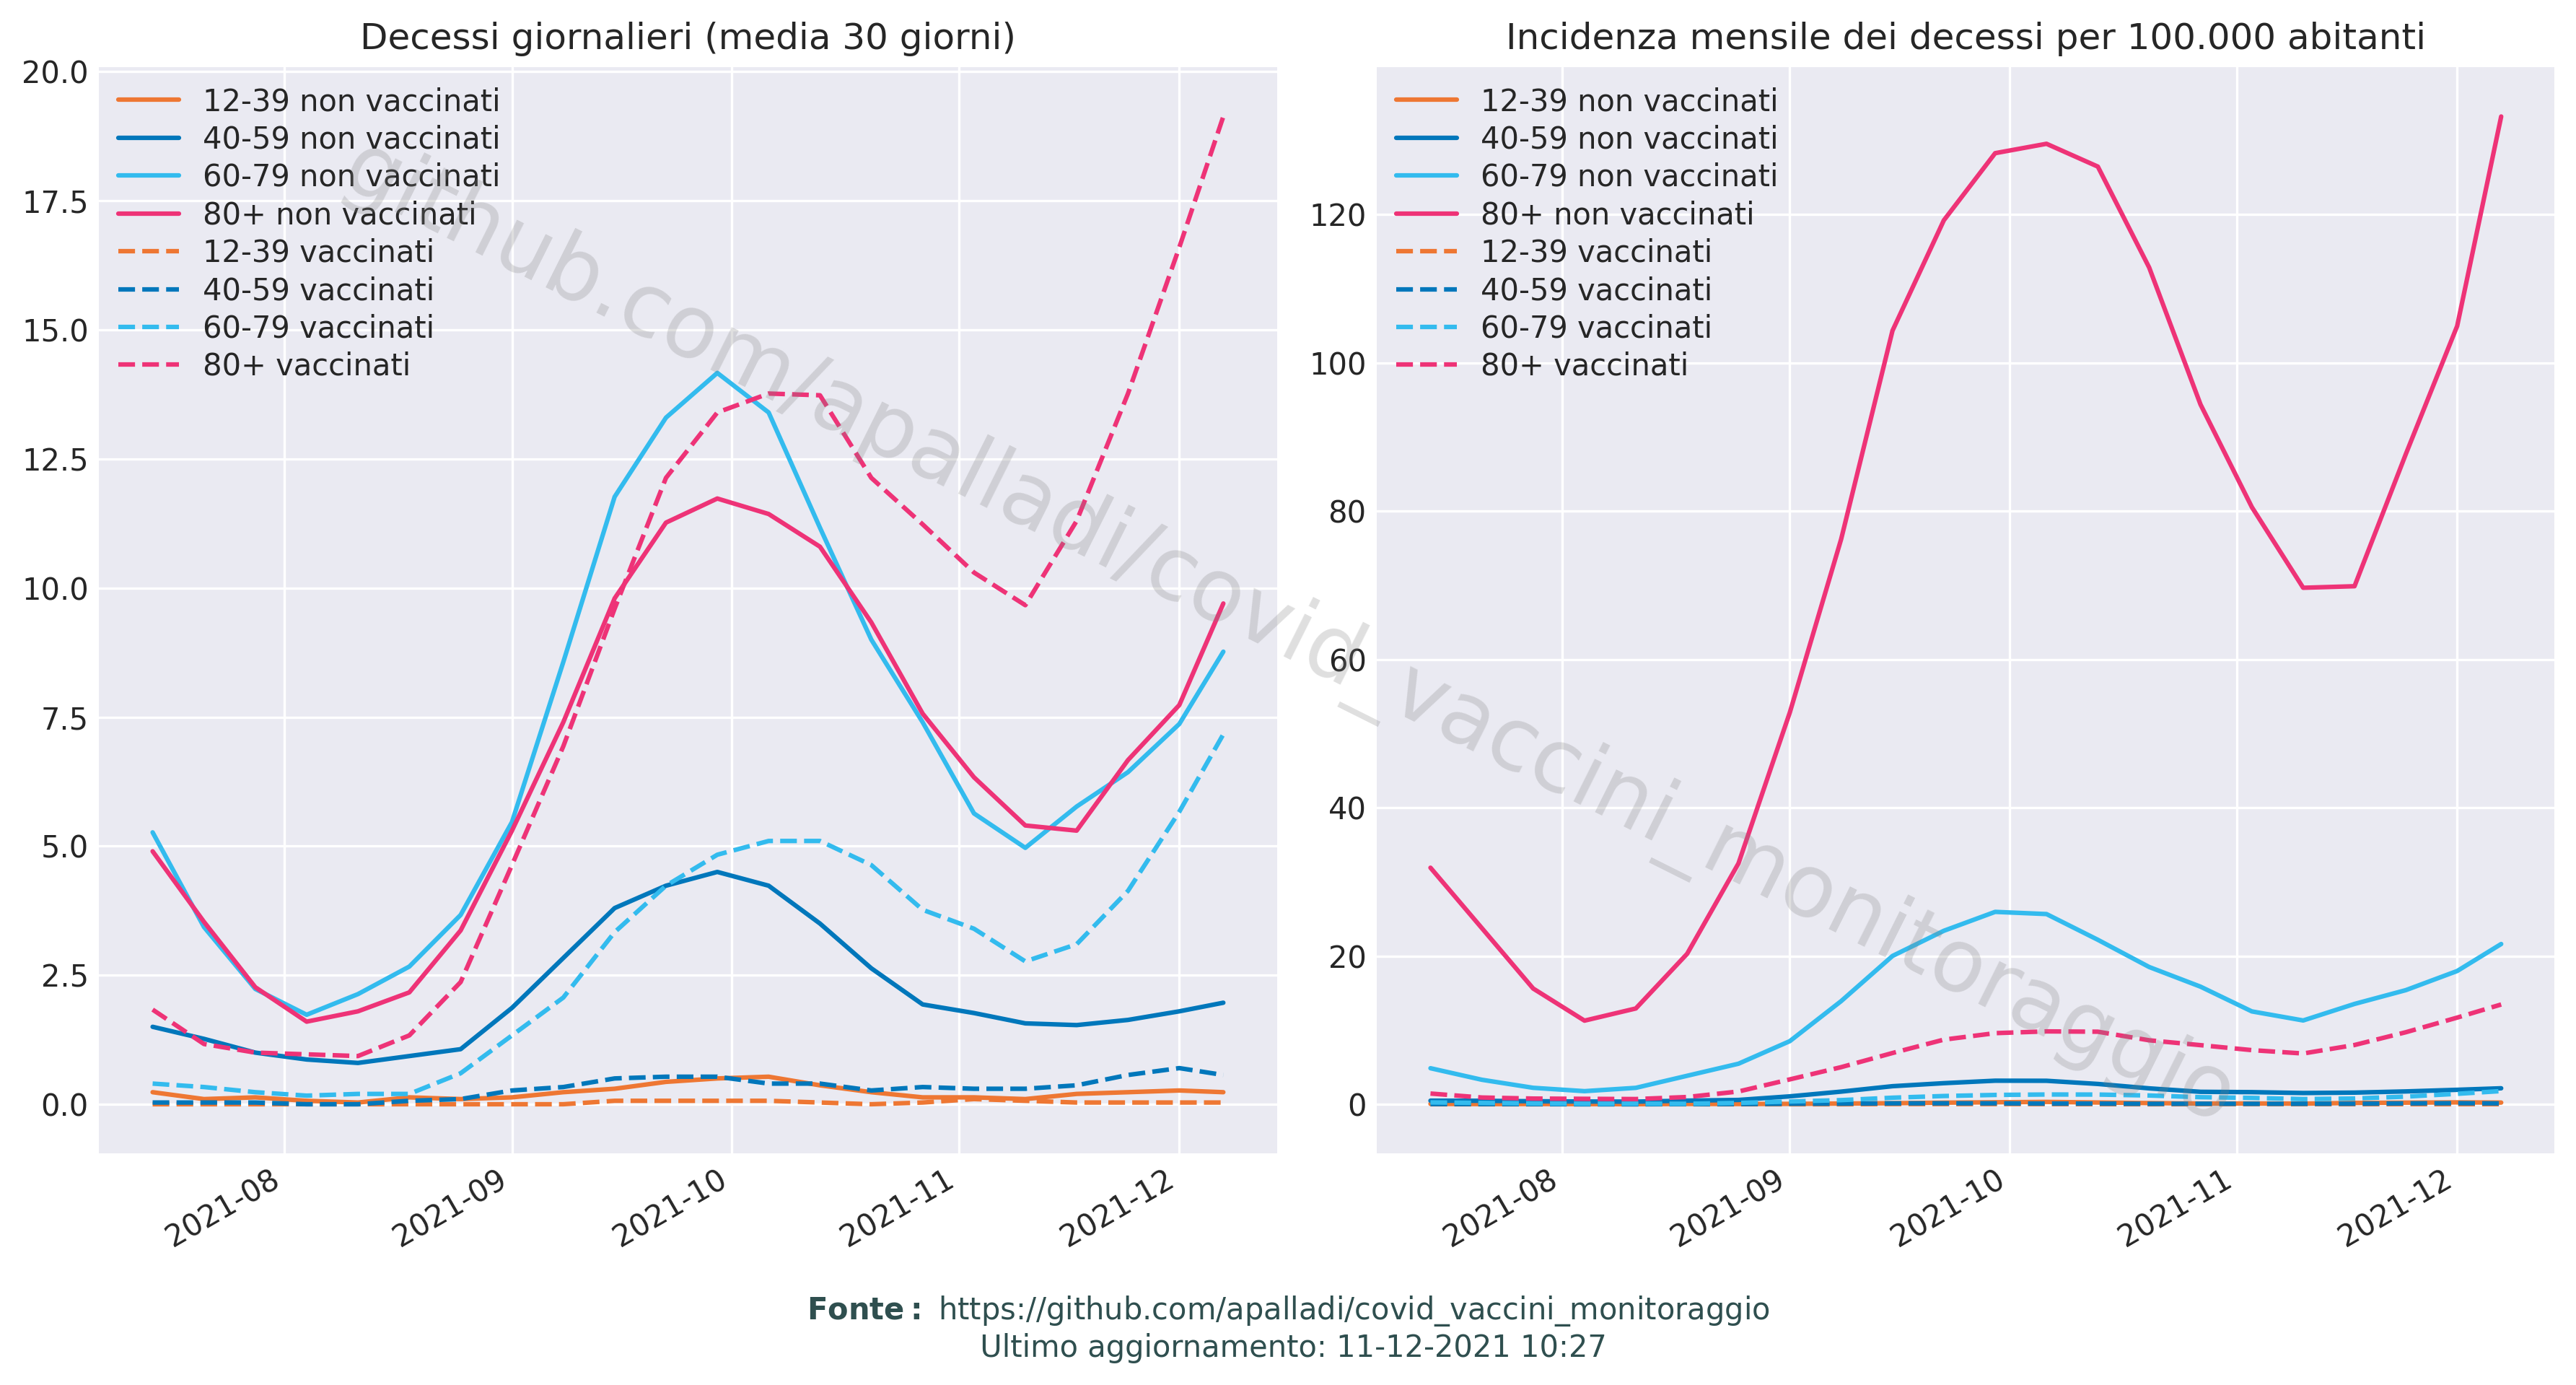 Decessi giornalieri (media 30 giorni)
20.0
17.5
15.0
12.5
10.0
7.5
5.0
2.5
0.0
12-39 non vaccinati
40-59 non vaccinati
60-79 non vaccinati
80+ non vaccinati
12-39 vaccinati
40-59 vaccinati
60-79 vaccinati
80+ vaccinati
2021-08
2021-09
2021-10
2021-11
2021-12
Incidenza mensile dei decessi per 100.000 abitanti
120
100
80
60
40
20
0
12-39 non vaccinati
40-59 non vaccinati
60-79 non vaccinati
80+ non vaccinati
12-39 vaccinati
40-59 vaccinati
60-79 vaccinati
80+ vaccinati
2021-08
2021-09
2021-10
2021-11
2021-12
github.com/apalladi/covid_vaccini_monitoraggio
Fonte: https://github.com/apalladi/covid_vaccini_monitoraggio
Ultimo aggiornamento: 11-12-2021 10:27